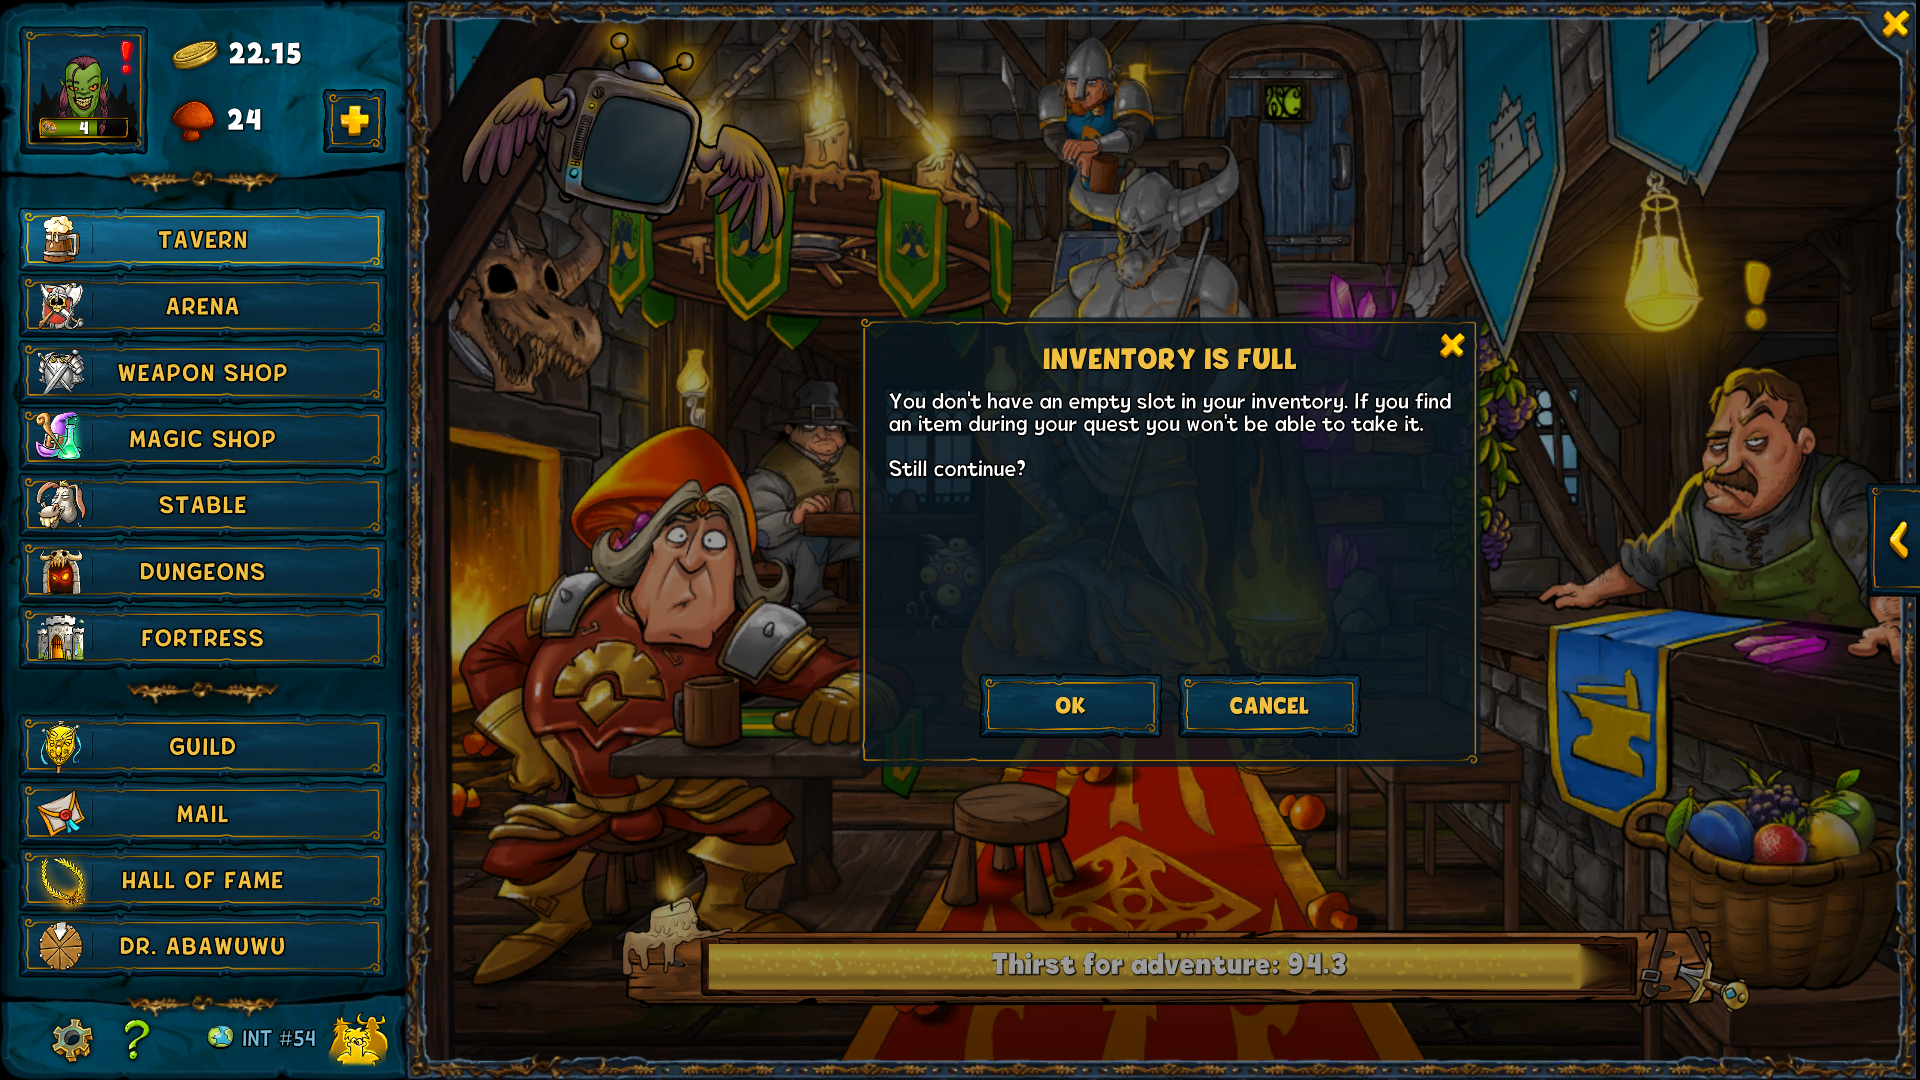 22.15
24
4
TAVERN
ARENA
WEAPON SHOP
MAGIC SHOP
STABLE
DUNGEONS
FORTRESS
GUILD
MAIL
HALL OF FAME
DR. ABAWUWU
INT #54
INVENTORY IS FULL
You don't have an empty slot in your inventory. If you find
an item during your quest you won't be able to take it.
Still continue?
OK
CANCEL
Thirst for adventure: 94.3